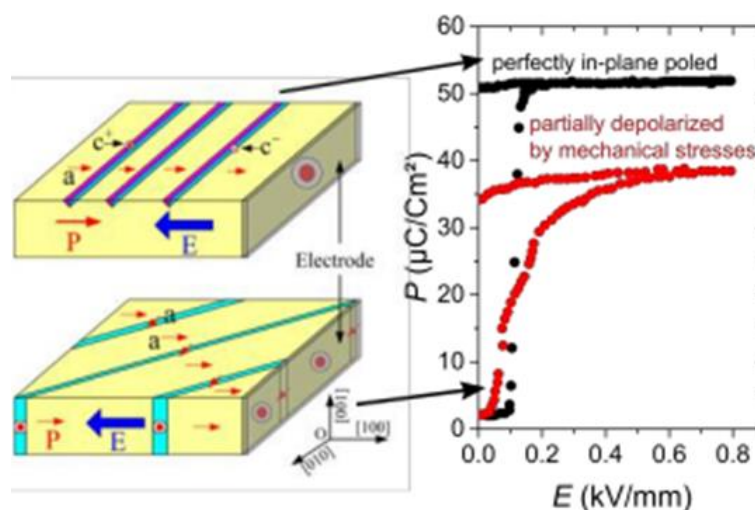 c⁺
c⁻
a
P
E
Electrode
a
a
P
E
[001]
[100]
O
[010]
perfectly in-plane poled
partially depolarized
by mechanical stresses
P (µC/Cm²)
60
50
40
30
20
10
0
0.0
0.2
0.4
0.6
0.8
E (kV/mm)